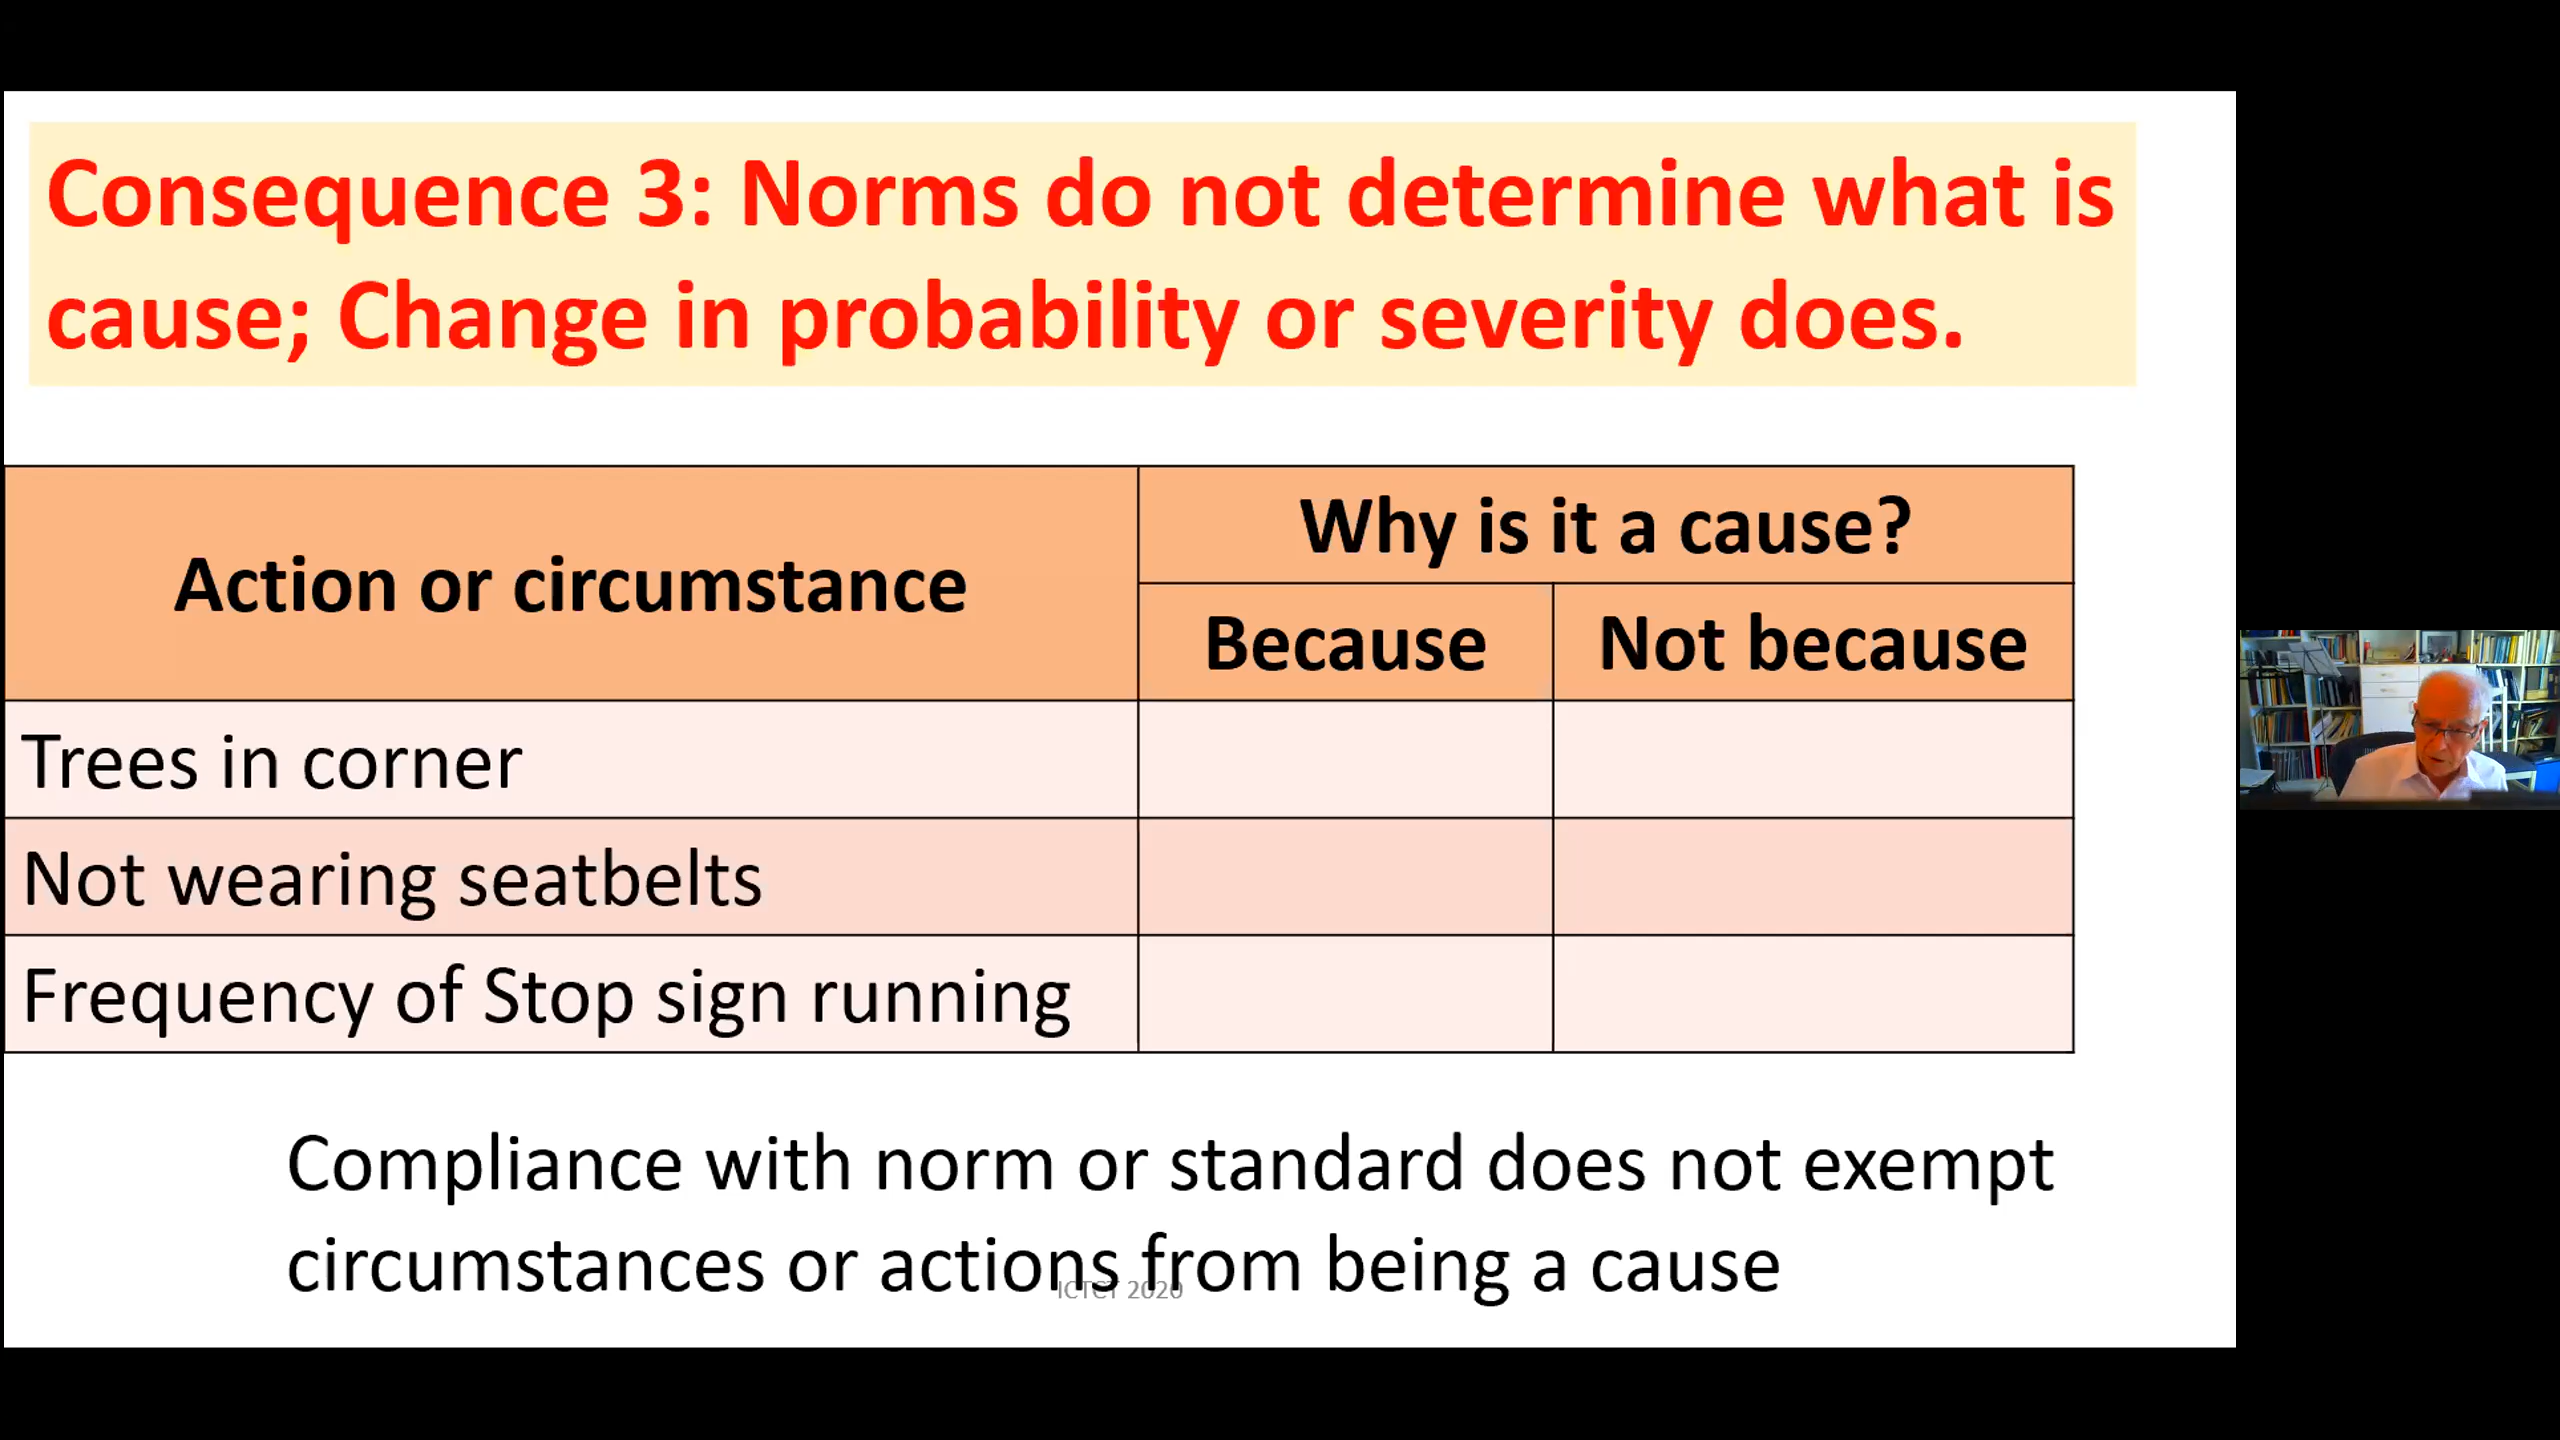 Consequence 3: Norms do not determine what is
cause; Change in probability or severity does.
Action or circumstance
Why is it a cause?
Because
Not because
Trees in corner
Not wearing seatbelts
Frequency of Stop sign running
Compliance with norm or standard does not exempt
circumstances or actions from being a cause
ICTCT 2020